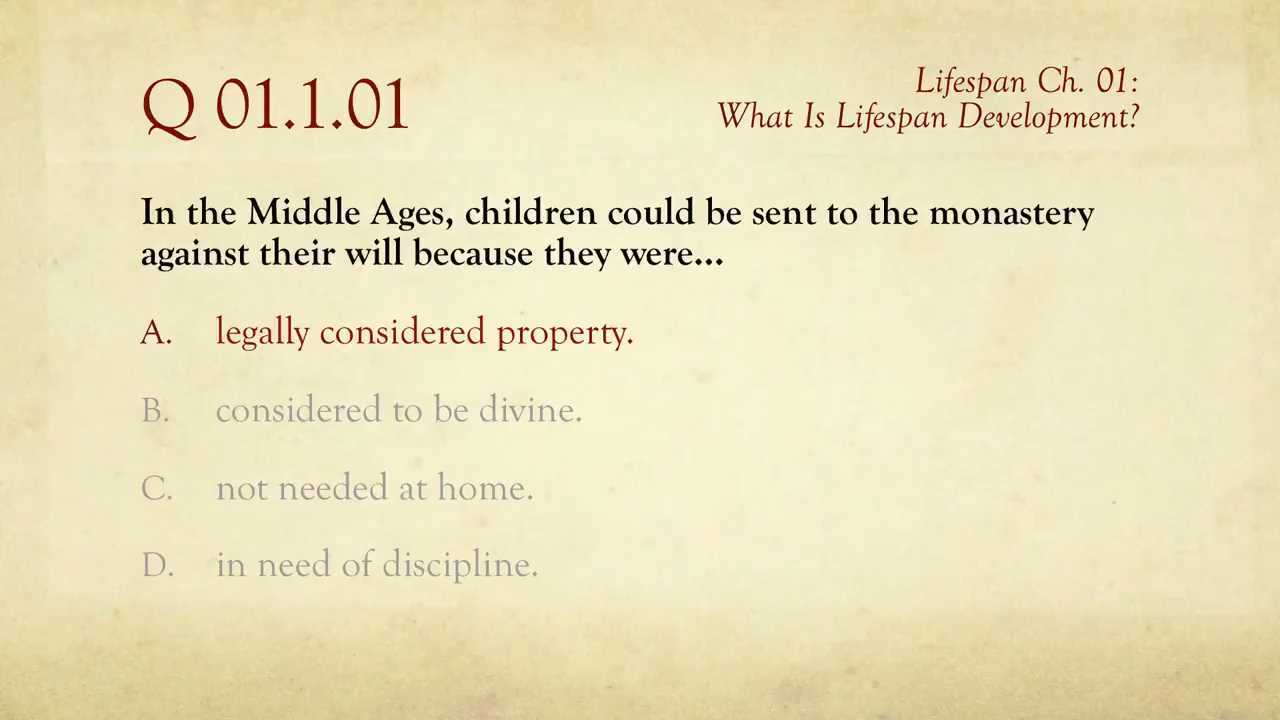 Q 01.1.01
Lifespan Ch. 01:
What Is Lifespan Development?
In the Middle Ages, children could be sent to the monastery
against their will because they were...
A. legally considered property.
B. considered to be divine.
C. not needed at home.
D. in need of discipline.